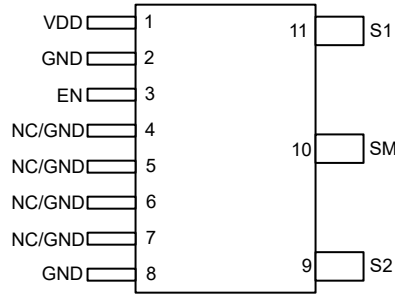 VDD 1 11 S1
GND 2
EN 3
NC/GND 4 10 SM
NC/GND 5
NC/GND 6
NC/GND 7 9 S2
GND 8